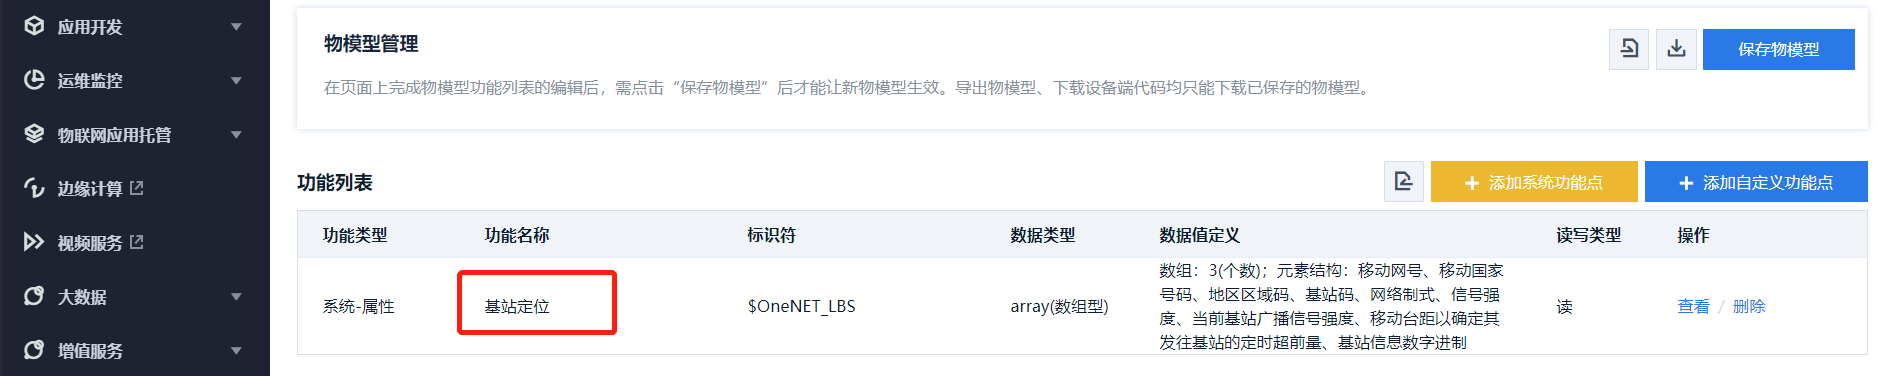 应用开发
运维监控
物联网应用托管
边缘计算
视频服务
大数据
增值服务
物模型管理
在页面上完成物模型功能列表的编辑后，需点击“保存物模型”后才能让新物模型生效。导出物模型、下载设备端代码均只能下载已保存的物模型。
保存物模型
功能列表
+ 添加系统功能点
+ 添加自定义功能点
功能类型 功能名称 标识符 数据类型 数据值定义 读写类型 操作
系统-属性
基站定位
$OneNET_LBS
array(数组型)
数组：3(个数)；元素结构：移动网号、移动国家
号码、地区区域码、基站码、网络制式、信号强
度、当前基站广播信号强度、移动台距以确定其
发往基站的定时超前量、基站信息数字进制
读
查看 / 删除